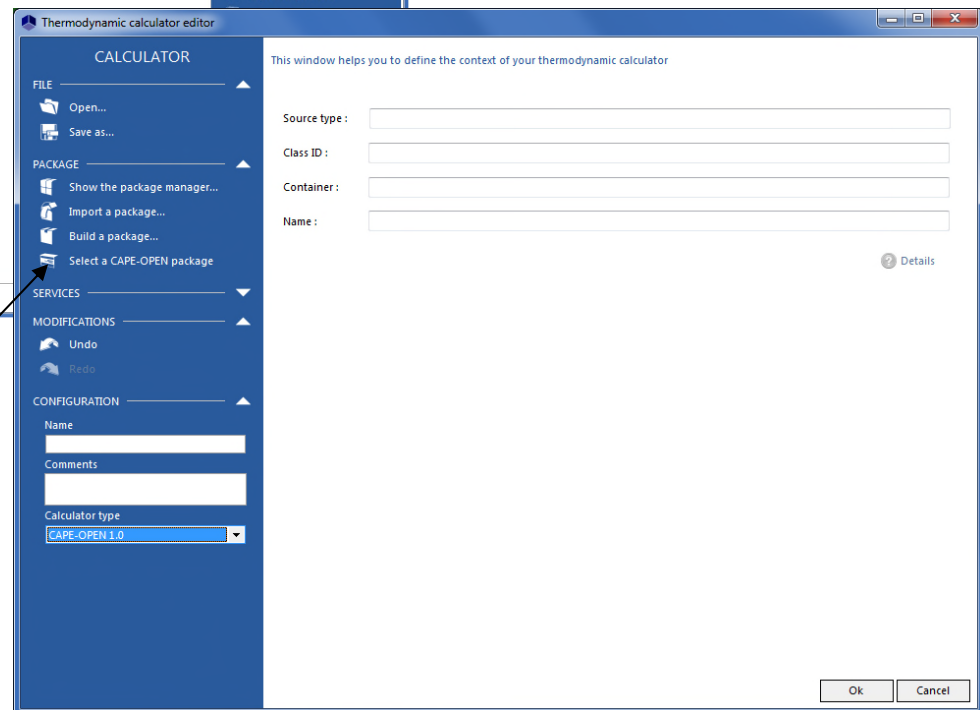 Thermodynamic calculator editor
CALCULATOR
FILE
Open...
Save as...
PACKAGE
Show the package manager...
Import a package...
Build a package...
Select a CAPE-OPEN package
SERVICES
MODIFICATIONS
Undo
Redo
CONFIGURATION
Name
Comments
Calculator type
CAPE-OPEN 1.0
This window helps you to define the context of your thermodynamic calculator
Source type :
Class ID :
Container :
Name :
? Details
Ok
Cancel